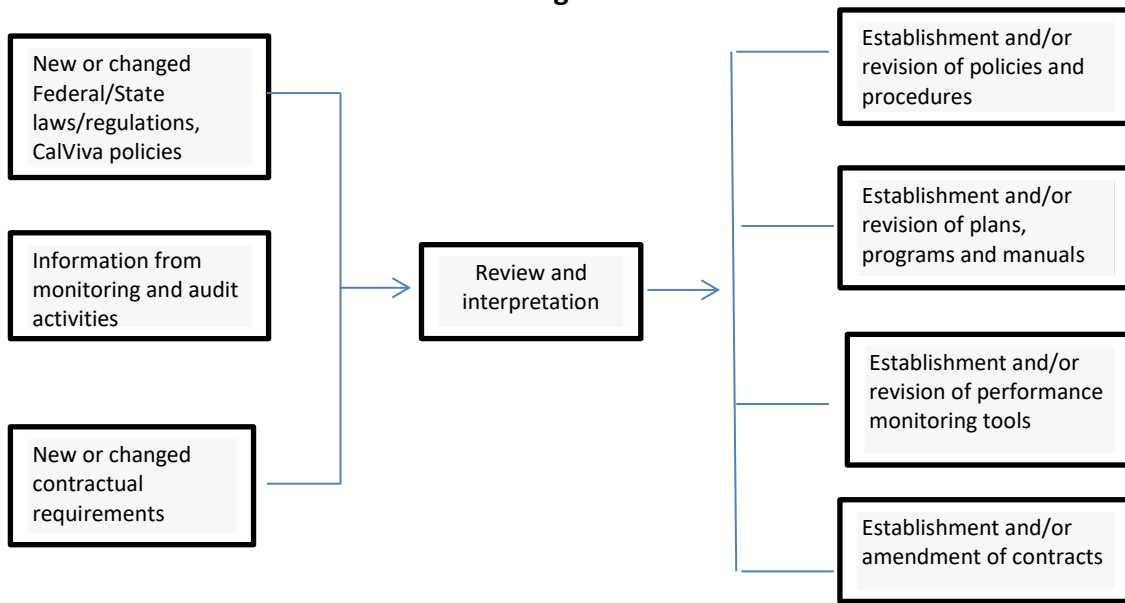 New or changed
Federal/State
laws/regulations,
CalViva policies
Information from
monitoring and audit
activities
New or changed
contractual
requirements
Review and
interpretation
Establishment and/or
revision of policies and
procedures
Establishment and/or
revision of plans,
programs and manuals
Establishment and/or
revision of performance
monitoring tools
Establishment and/or
amendment of contracts